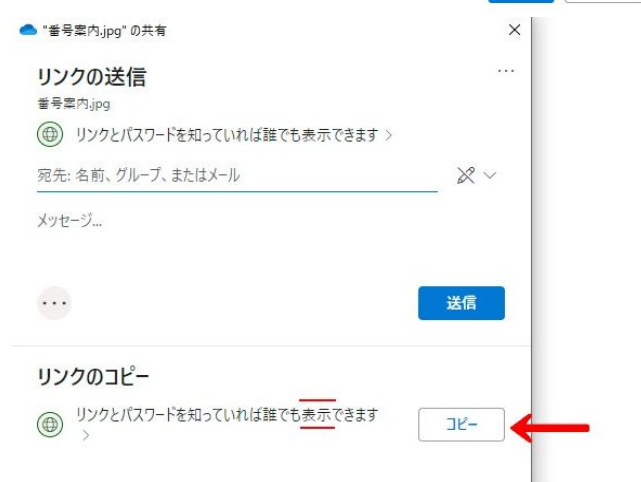 "番号案内.jpg" の共有
リンクの送信
番号案内.jpg
リンクとパスワードを知っていれば誰でも表示できます >
宛先: 名前、グループ、またはメール
メッセージ...
送信
リンクのコピー
リンクとパスワードを知っていれば誰でも表示できます
>
コピー